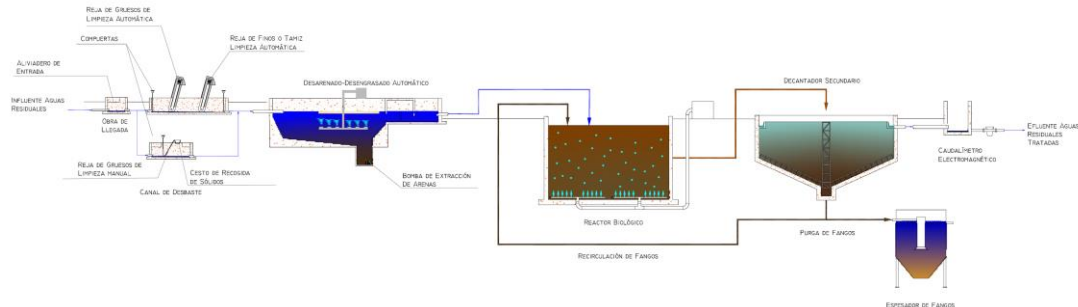 REJA DE GRUESOS DE
LIMPIEZA AUTOMÁTICA
COMPUERTAS
REJA DE FINOS O TAMIZ
LIMPIEZA AUTOMÁTICA
ALIVIADERO DE
ENTRADA
DESARENADO-DESENGRASADO AUTOMÁTICO
DECANTADOR SECUNDARIO
INFLUENTE AGUAS
RESIDUALES
OBRA DE
LLEGADA
EFLUENTE AGUAS
RESIDUALES
TRATADAS
CAUDALÍMETRO
ELECTROMAGNÉTICO
REJA DE GRUESOS DE
LIMPIEZA MANUAL
CESTO DE RECOGIDA
DE SÓLIDOS
CANAL DE DESBASTE
BOMBA DE EXTRACCIÓN
DE ARENAS
REACTOR BIOLÓGICO
PURGA DE FANGOS
RECIRCULACIÓN DE FANGOS
ESPESADOR DE FANGOS